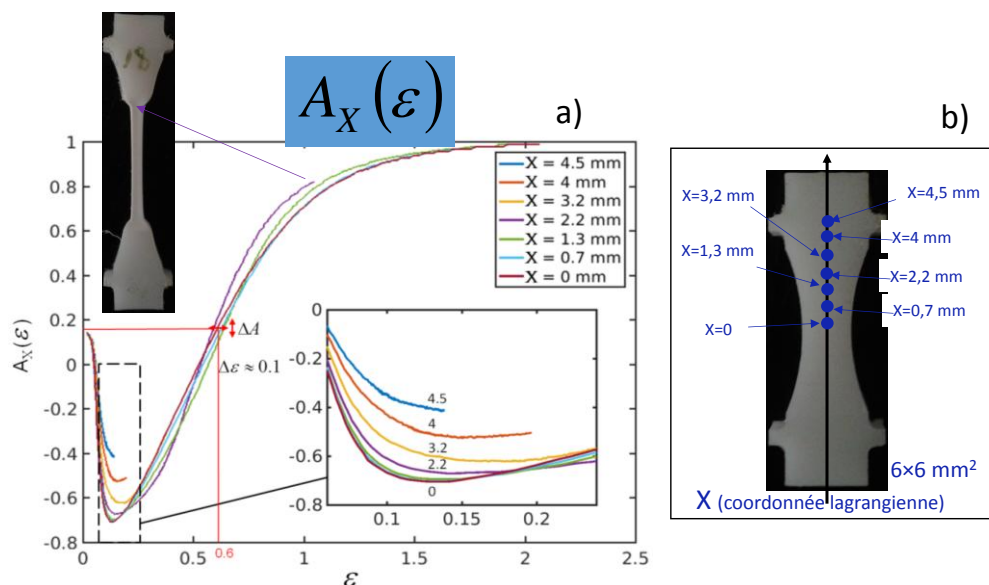 18
A_X(ε)
a)
b)
1
0.8
0.6
0.4
0.2
0
-0.2
-0.4
-0.6
-0.8
A_X(ε)
0
0.5
1
1.5
2
2.5
ε
X = 4.5 mm
X = 4 mm
X = 3.2 mm
X = 2.2 mm
X = 1.3 mm
X = 0.7 mm
X = 0 mm
ΔA
Δε ≈ 0.1
0.6
0
-0.2
-0.4
-0.6
-0.8
0.1
0.15
0.2
4.5
4
3.2
2.2
0
X=3,2 mm
X=4,5 mm
X=4 mm
X=1,3 mm
X=2,2 mm
X=0,7 mm
X=0
6×6 mm²
X (coordonnée lagrangienne)